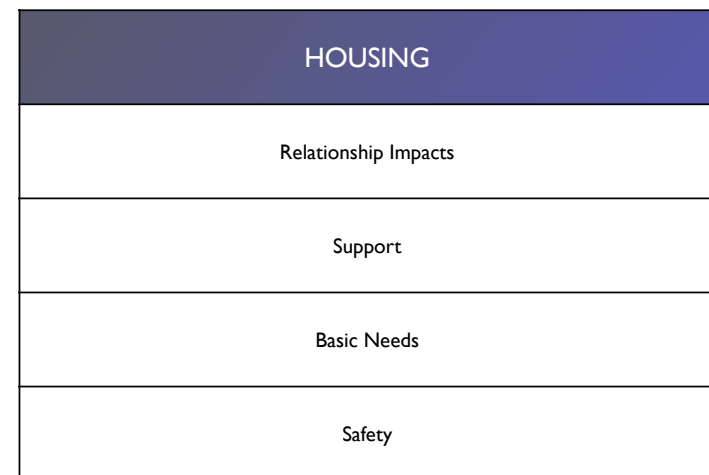 HOUSING
Relationship Impacts
Support
Basic Needs
Safety